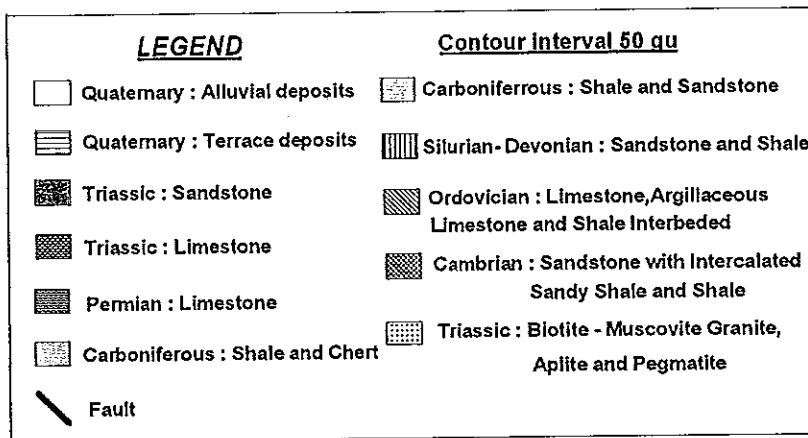 LEGEND
Quaternary : Alluvial deposits
Quaternary : Terrace deposits
Triassic : Sandstone
Triassic : Limestone
Permian : Limestone
Carboniferous : Shale and Chert
Fault
Contour interval 50 gu
Carboniferrous : Shale and Sandstone
Silurian- Devonian : Sandstone and Shale
Ordovician : Limestone,Argillaceous
Limestone and Shale Interbeded
Cambrian : Sandstone with Intercalated
Sandy Shale and Shale
Triassic : Biotite - Muscovite Granite,
Aplite and Pegmatite